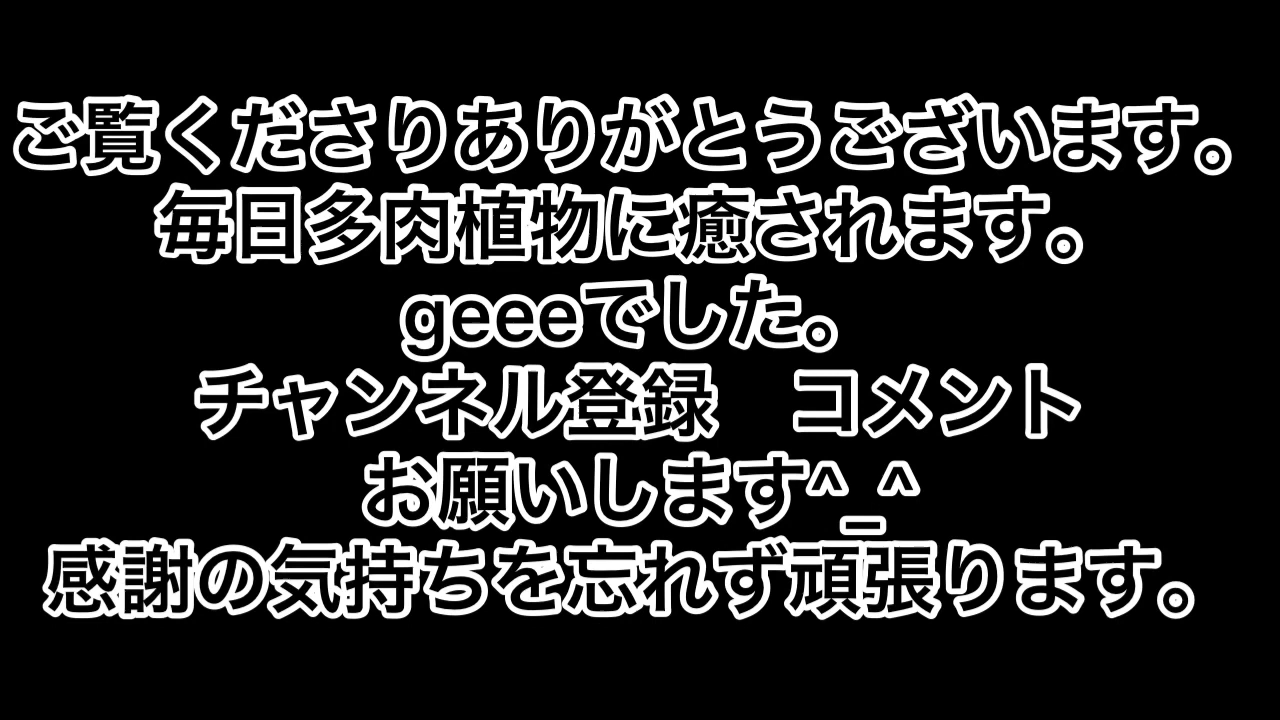 ご覧くださりありがとうございます。
毎日多肉植物に癒されます。
geeeでした。
チャンネル登録　コメント
お願いします^_^
感謝の気持ちを忘れず頑張ります。